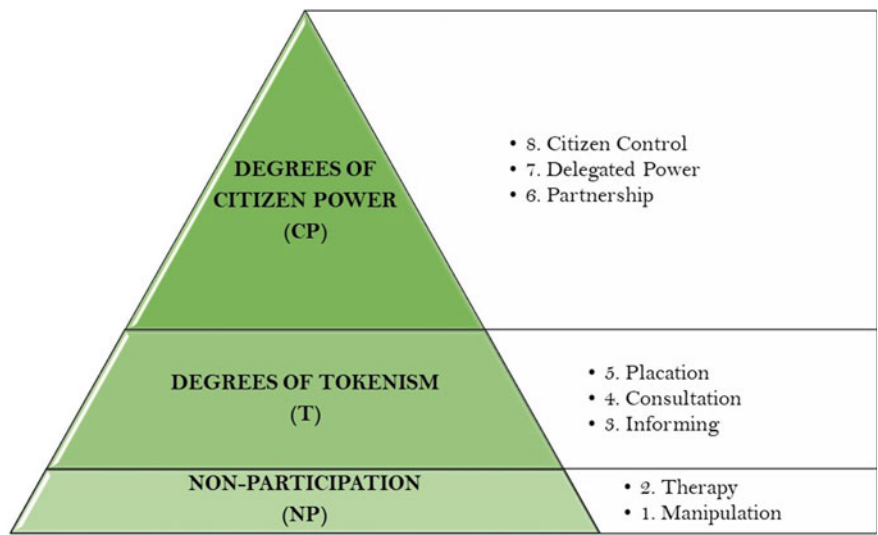 DEGREES OF
CITIZEN POWER
(CP)
• 8. Citizen Control
• 7. Delegated Power
• 6. Partnership
DEGREES OF TOKENISM
(T)
• 5. Placation
• 4. Consultation
• 3. Informing
NON-PARTICIPATION
(NP)
• 2. Therapy
• 1. Manipulation